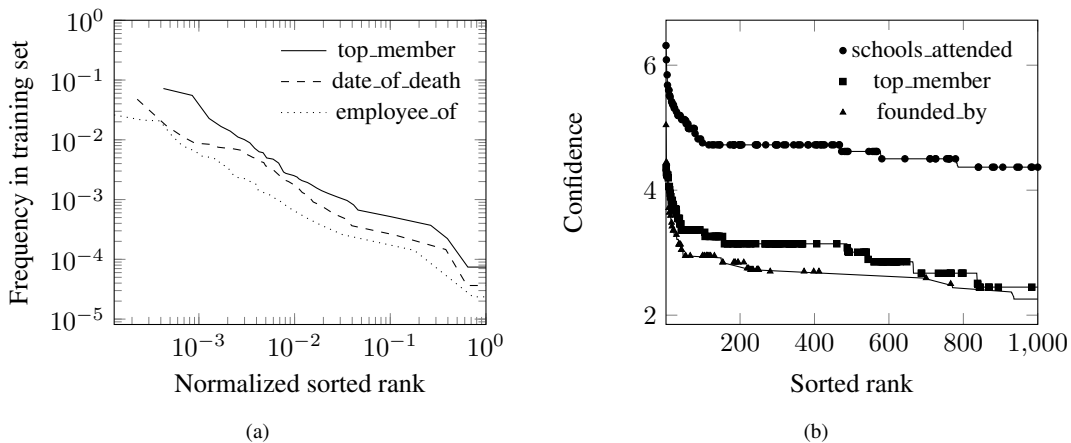 10^0
10^-1
10^-2
10^-3
10^-4
10^-5
Frequency in training set
top_member
date_of_death
employee_of
10^-3 10^-2 10^-1 10^0
Normalized sorted rank
(a)
6
4
2
Confidence
schools_attended
top_member
founded_by
200 400 600 800 1,000
Sorted rank
(b)